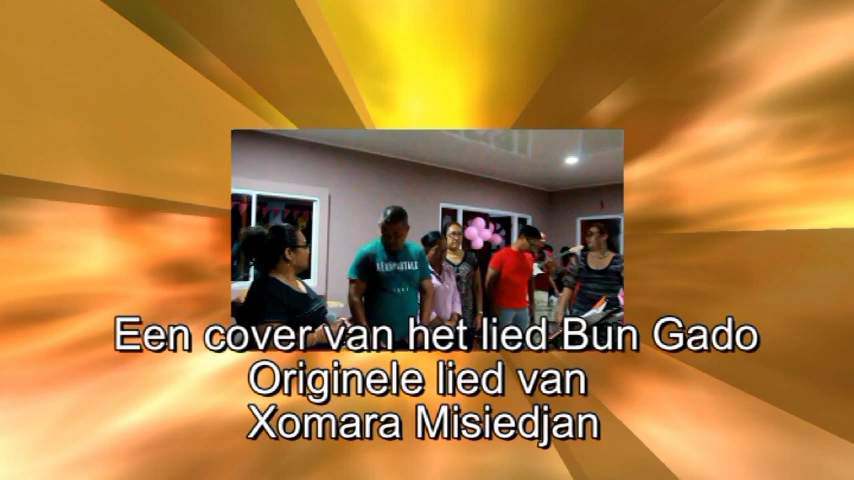 Een cover van het lied Bun Gado
Originele lied van
Xomara Misiedjan